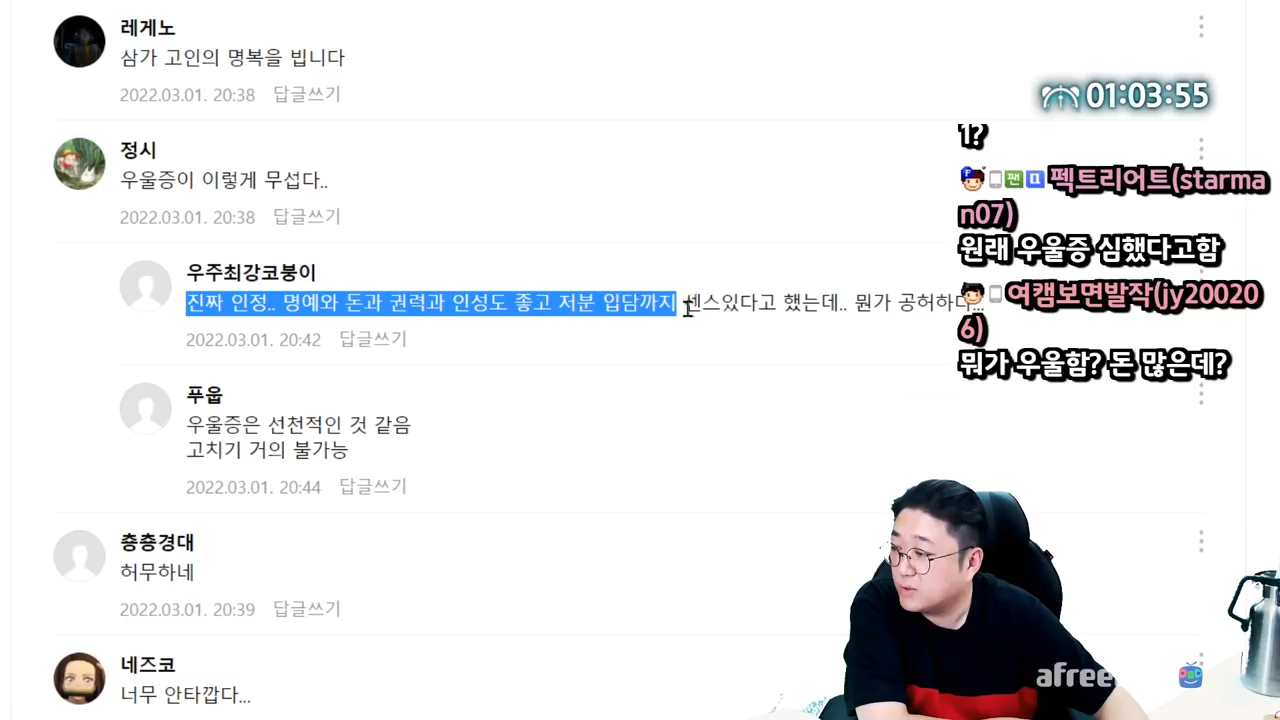 레게노
삼가 고인의 명복을 빕니다
2022.03.01. 20:38 답글쓰기
정시
우울증이 이렇게 무섭다..
2022.03.01. 20:38 답글쓰기
우주최강코붕이
진짜 인정.. 명예와 돈과 권력과 인성도 좋고 저분 입담까지 센스있다고 했는데.. 뭔가 공허하다...
2022.03.01. 20:42 답글쓰기
푸웁
우울증은 선천적인 것 같음
고치기 거의 불가능
2022.03.01. 20:44 답글쓰기
층층경대
허무하네
2022.03.01. 20:39 답글쓰기
네즈코
너무 안타깝다...
01:03:55
1?
F 팬 펙트리어트(starma
n07)
원래 우울증 심했다고함
여캠보면발작(jy20020
6)
뭐가 우울함? 돈 많은데?
afree